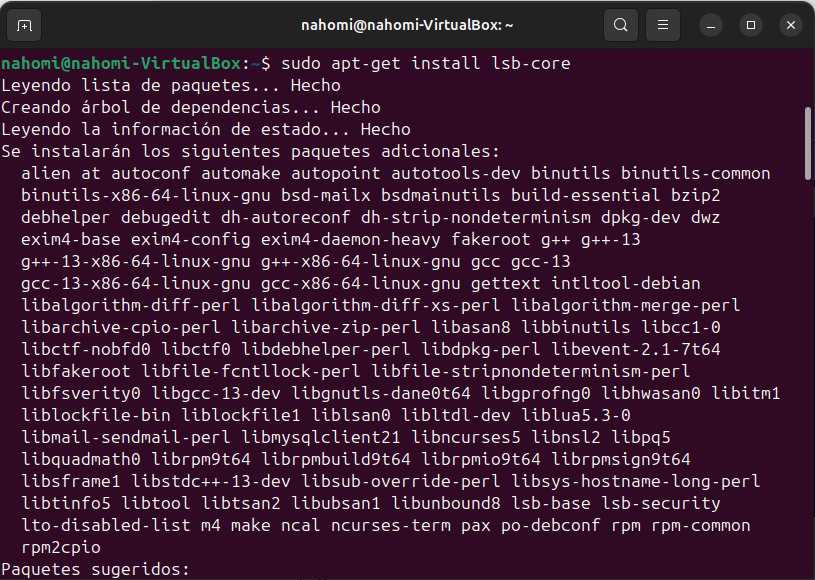 nahomi@nahomi-VirtualBox: ~
nahomi@nahomi-VirtualBox:~$ sudo apt-get install lsb-core
Leyendo lista de paquetes... Hecho
Creando árbol de dependencias... Hecho
Leyendo la información de estado... Hecho
Se instalarán los siguientes paquetes adicionales:
alien at autoconf automake autopoint autotools-dev binutils binutils-common
binutils-x86-64-linux-gnu bsd-mailx bsdmainutils build-essential bzip2
debhelper debugedit dh-autoreconf dh-strip-nondeterminism dpkg-dev dwz
exim4-base exim4-config exim4-daemon-heavy fakeroot g++ g++-13
g++-13-x86-64-linux-gnu g++-x86-64-linux-gnu gcc gcc-13
gcc-13-x86-64-linux-gnu gcc-x86-64-linux-gnu gettext intltool-debian
libalgorithm-diff-perl libalgorithm-diff-xs-perl libalgorithm-merge-perl
libarchive-cpio-perl libarchive-zip-perl libasan8 libbinutils libcc1-0
libctf-nobfd0 libctf0 libdebhelper-perl libdpkg-perl libevent-2.1-7t64
libfakeroot libfile-fcntllock-perl libfile-stripnondeterminism-perl
libfsverity0 libgcc-13-dev libgnutls-dane0t64 libgprofng0 libhwasan0 libitm1
liblockfile-bin liblockfile1 liblsan0 libltdl-dev liblua5.3-0
libmail-sendmail-perl libmysqlclient21 libncurses5 libnsl2 libpq5
libquadmath0 librpm9t64 librpmbuild9t64 librpmio9t64 librpmsign9t64
libsframe1 libstdc++-13-dev libsub-override-perl libsys-hostname-long-perl
libtinfo5 libtool libtsan2 libubsan1 libunbound8 lsb-base lsb-security
lto-disabled-list m4 make ncal ncurses-term pax po-debconf rpm rpm-common
rpm2cpio
Paquetes sugeridos: